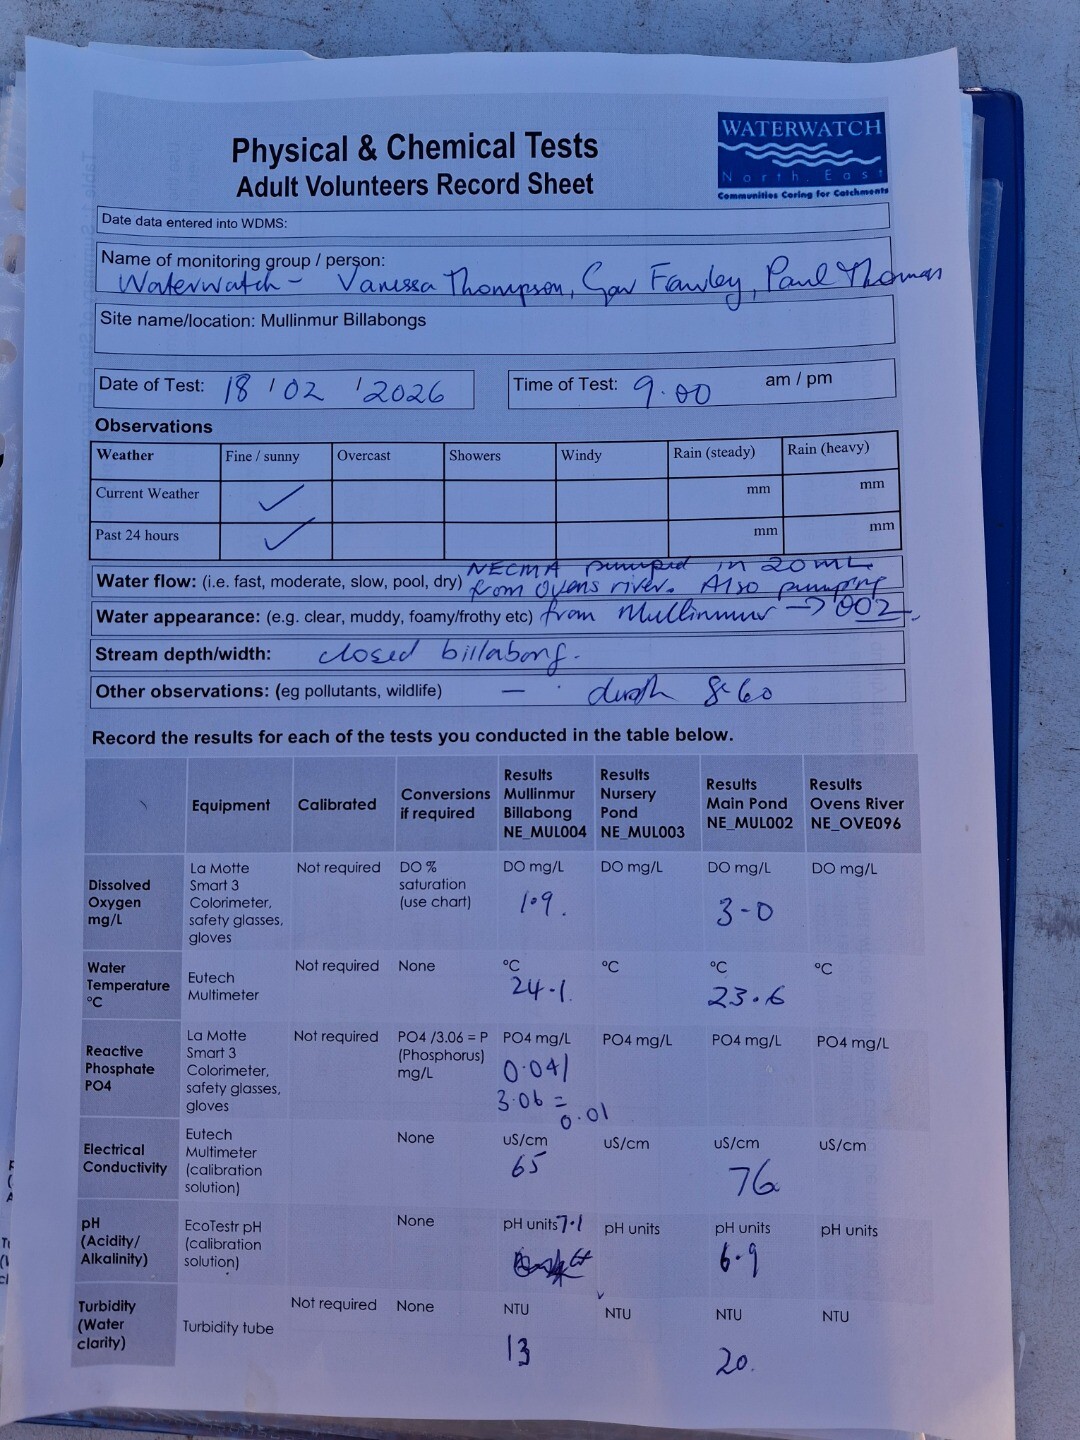 Physical & Chemical Tests
Adult Volunteers Record Sheet
WATERWATCH
North East
Communities Caring for Catchments
Date data entered into WDMS:
Name of monitoring group / person:
Waterwatch - Vanessa Thompson, Gav Fawley, Paul Thomas
Site name/location: Mullinmur Billabongs
Date of Test: 18 / 02 / 2026
Time of Test: 9.00 am / pm
Observations
Weather Fine / sunny Overcast Showers Windy Rain (steady) Rain (heavy)
Current Weather ✓ mm mm
Past 24 hours ✓ mm mm
NECMA pumped in 20ML
Water flow: (i.e. fast, moderate, slow, pool, dry) from Ovens river. Also pumping
Water appearance: (e.g. clear, muddy, foamy/frothy etc) from Mullinmur → 002.
Stream depth/width: closed billabong.
Other observations: (eg pollutants, wildlife) - depth 8.60
Record the results for each of the tests you conducted in the table below.
Equipment
Calibrated
Conversions if required
Results Mullinmur Billabong NE_MUL004
Results Nursery Pond NE_MUL003
Results Main Pond NE_MUL002
Results Ovens River NE_OVE096
Dissolved Oxygen mg/L
La Motte Smart 3 Colorimeter, safety glasses, gloves
Not required
DO % saturation (use chart)
DO mg/L 1.9.
DO mg/L
DO mg/L 3.0
DO mg/L
Water Temperature °C
Eutech Multimeter
Not required
None
°C 24.1.
°C
°C 23.6
°C
Reactive Phosphate PO4
La Motte Smart 3 Colorimeter, safety glasses, gloves
Not required
PO4 /3.06 = P (Phosphorus) mg/L
PO4 mg/L 0.04/
3.06 =
0.01
PO4 mg/L
PO4 mg/L
PO4 mg/L
Electrical Conductivity
Eutech Multimeter (calibration solution)
None
uS/cm 65
uS/cm
uS/cm 76
uS/cm
pH (Acidity/ Alkalinity)
EcoTestr pH (calibration solution)
None
pH units 7.1
pH units
pH units 6.9
pH units
Turbidity (Water clarity)
Turbidity tube
Not required
None
NTU 13
NTU
NTU 20.
NTU